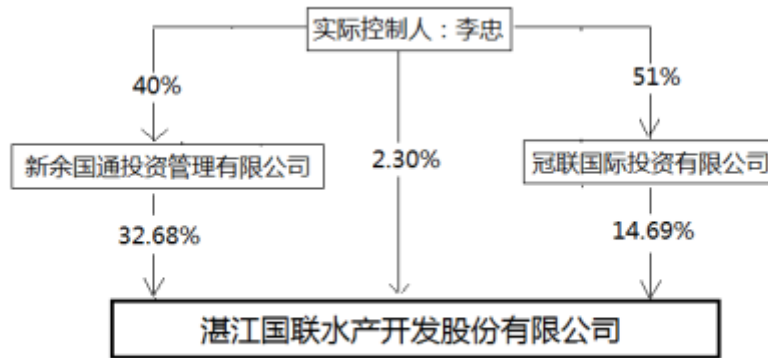 实际控制人：李忠
40%
51%
新余国通投资管理有限公司
2.30%
冠联国际投资有限公司
32.68%
14.69%
湛江国联水产开发股份有限公司